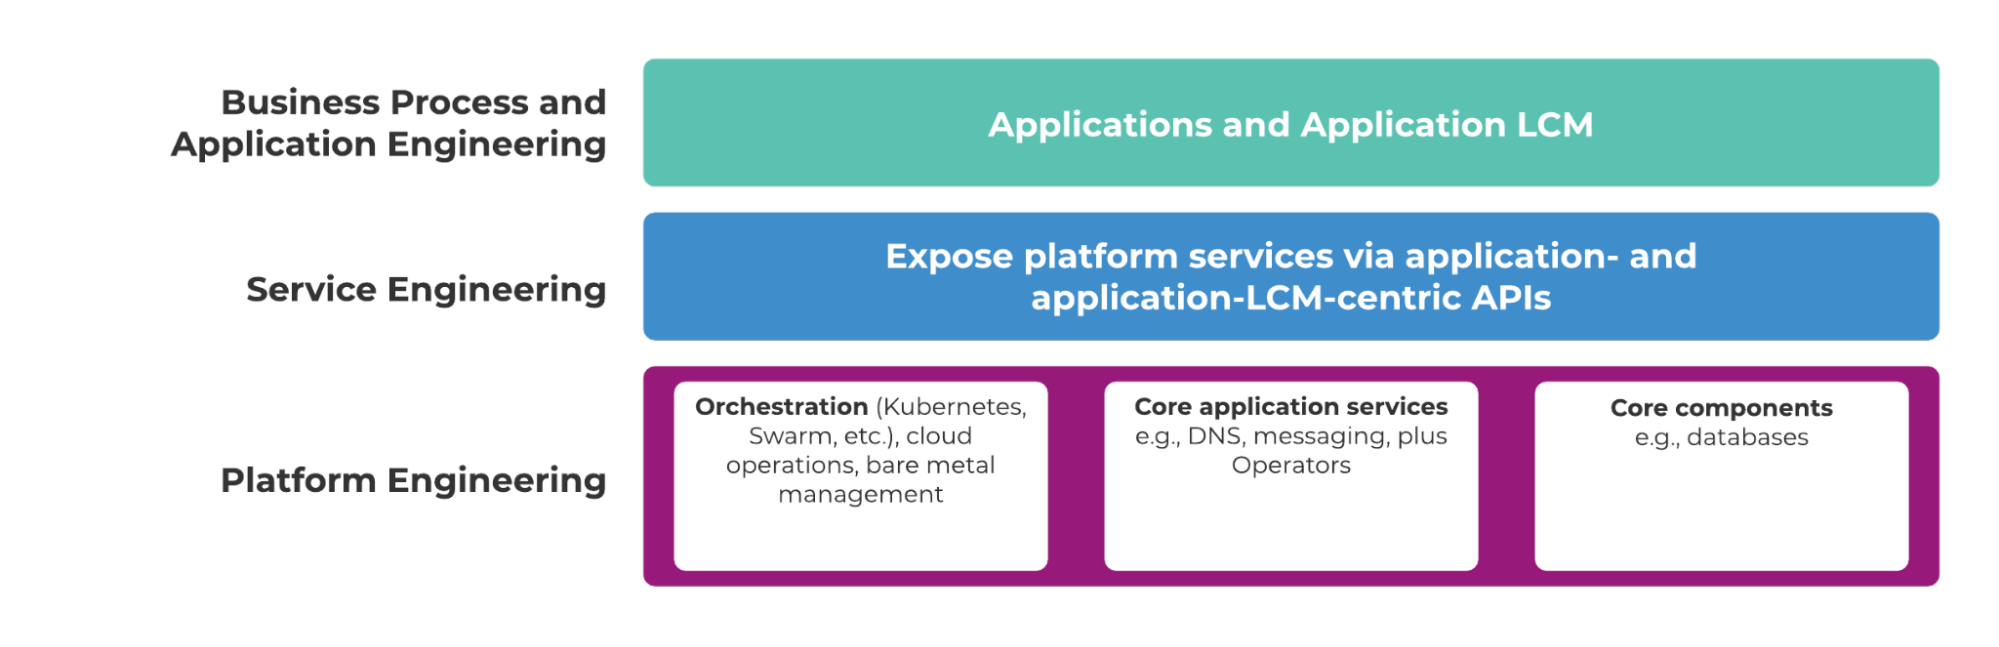 Business Process and
Application Engineering
Applications and Application LCM
Service Engineering
Expose platform services via application- and
application-LCM-centric APIs
Platform Engineering
Orchestration (Kubernetes,
Swarm, etc.), cloud
operations, bare metal
management
Core application services
e.g., DNS, messaging, plus
Operators
Core components
e.g., databases